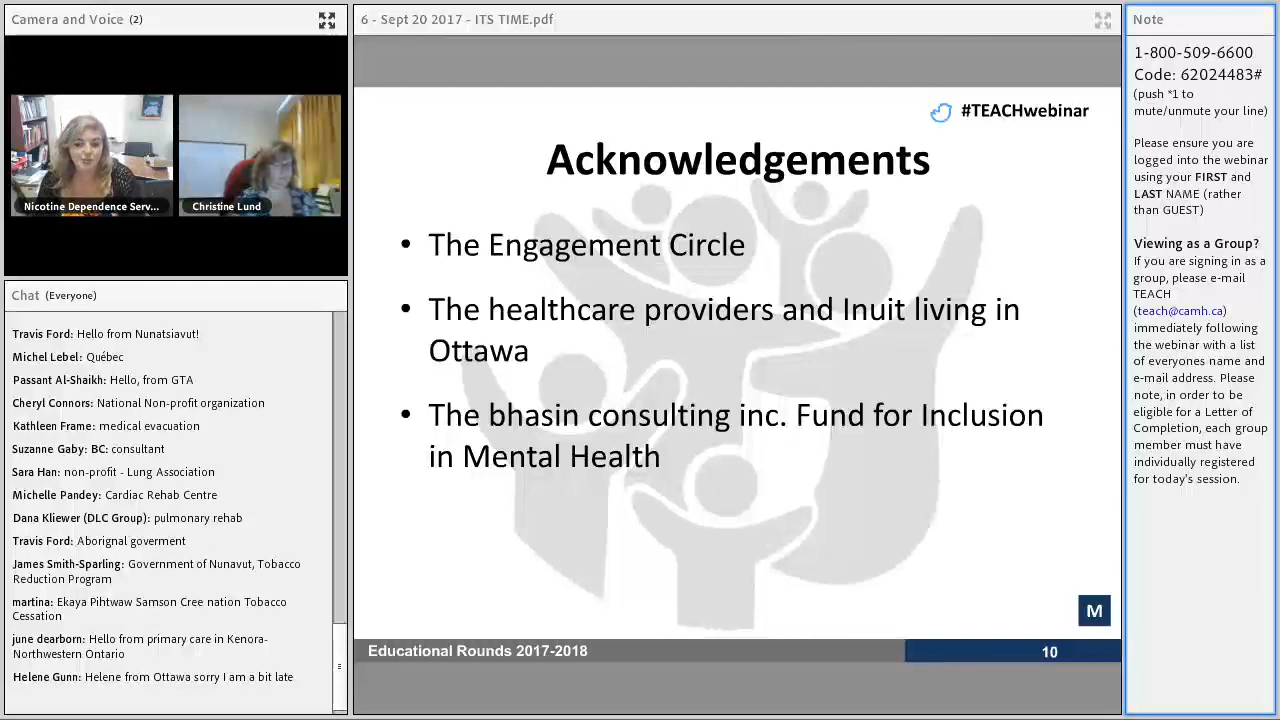 Camera and Voice (2)
Nicotine Dependence Serv...
Christine Lund
Chat (Everyone)
Travis Ford: Hello from Nunatsiavut!
Michel Lebel: Québec
Passant Al-Shaikh: Hello, from GTA
Cheryl Connors: National Non-profit organization
Kathleen Frame: medical evacuation
Suzanne Gaby: BC: consultant
Sara Han: non-profit - Lung Association
Michelle Pandey: Cardiac Rehab Centre
Dana Kliewer (DLC Group): pulmonary rehab
Travis Ford: Aborignal goverment
James Smith-Sparling: Government of Nunavut, Tobacco
Reduction Program
martina: Ekaya Pihtwaw Samson Cree nation Tobacco
Cessation
june dearborn: Hello from primary care in Kenora-
Northwestern Ontario
Helene Gunn: Helene from Ottawa sorry I am a bit late
6 - Sept 20 2017 - ITS TIME.pdf
#TEACHwebinar
Acknowledgements
• The Engagement Circle
• The healthcare providers and Inuit living in
Ottawa
• The bhasin consulting inc. Fund for Inclusion
in Mental Health
M
Educational Rounds 2017-2018
10
Note
1-800-509-6600
Code: 62024483#
(push *1 to
mute/unmute your line)
Please ensure you are
logged into the webinar
using your FIRST and
LAST NAME (rather
than GUEST)
Viewing as a Group?
If you are signing in as a
group, please e-mail
TEACH
(teach@camh.ca)
immediately following
the webinar with a list
of everyones name and
e-mail address. Please
note, in order to be
eligible for a Letter of
Completion, each group
member must have
individually registered
for today's session.